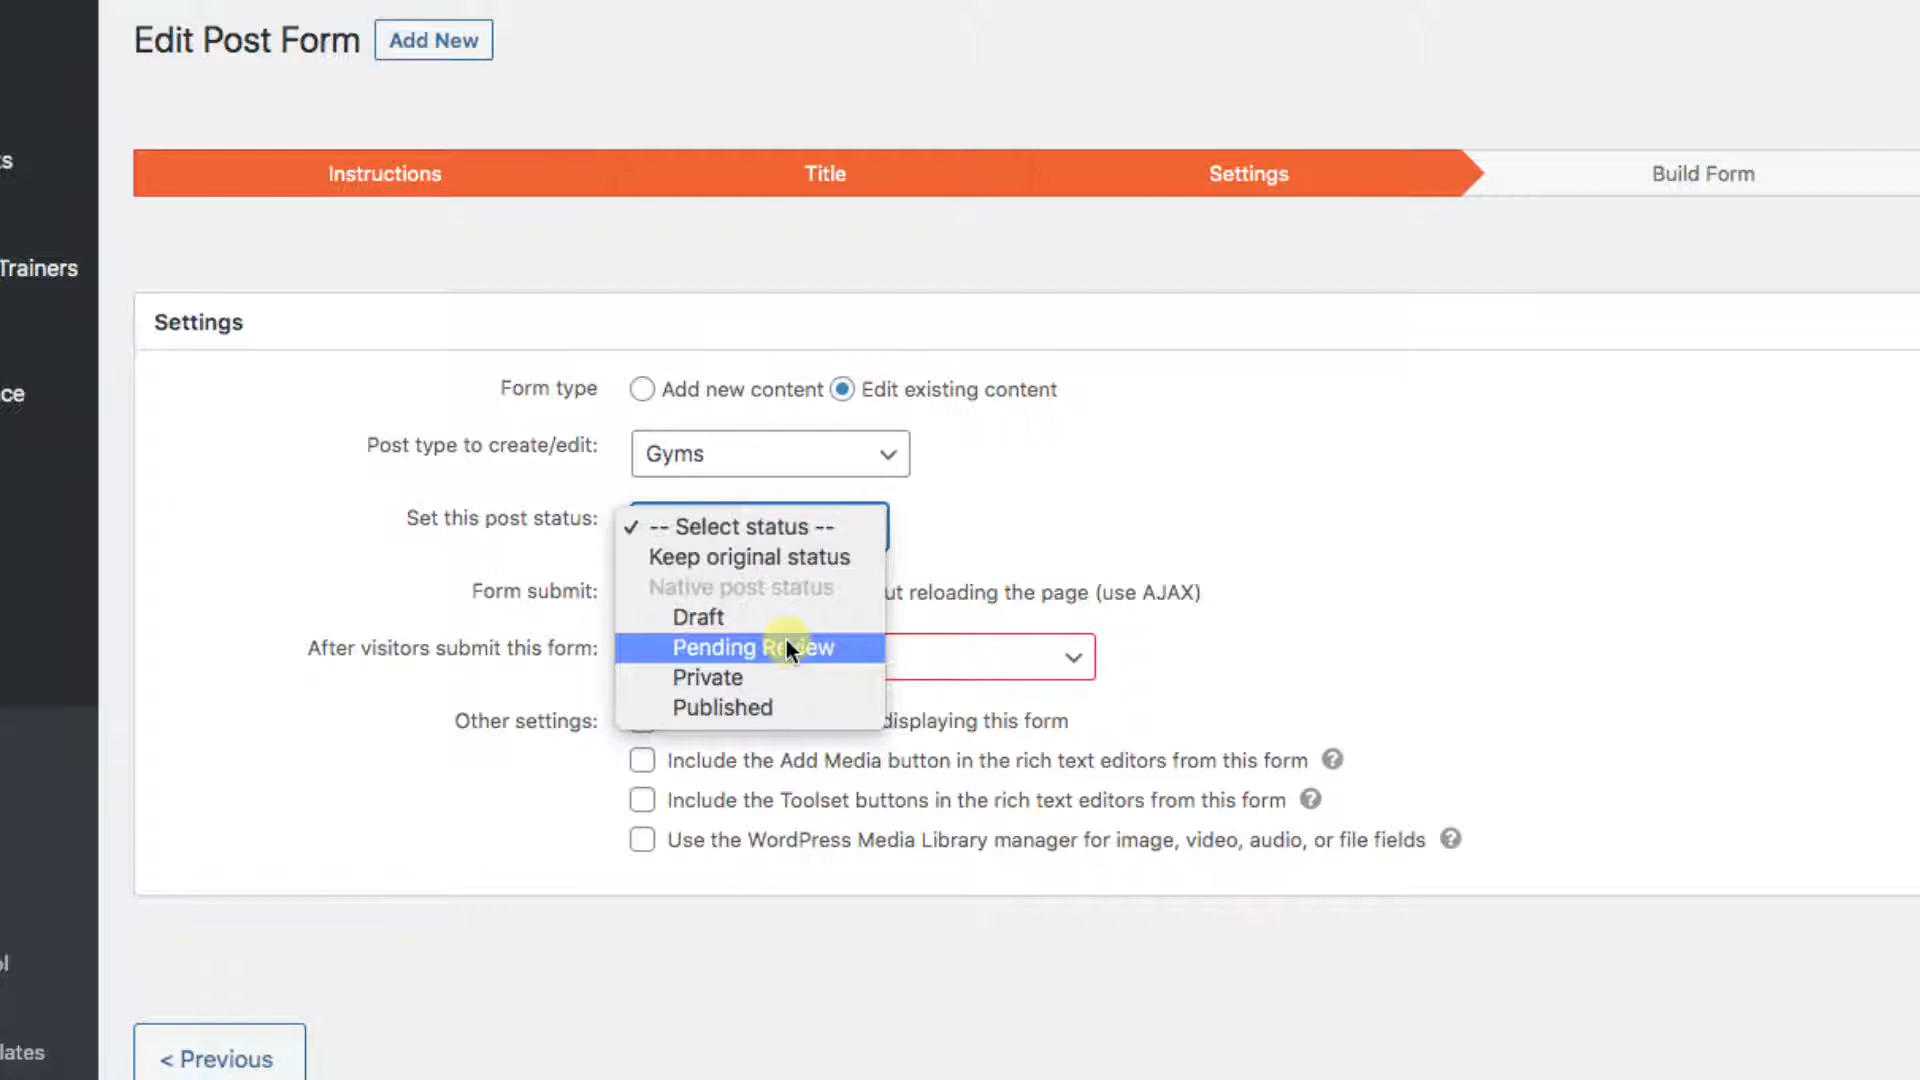 Edit Post Form Add New
Instructions Title Settings Build Form
s
Trainers
ce
Settings
Form type Add new content Edit existing content
Post type to create/edit: Gyms
Set this post status:
✓ -- Select status --
Keep original status
Native post status
Draft
Pending Review
Private
Published
Form submit: ut reloading the page (use AJAX)
After visitors submit this form:
Other settings: displaying this form
Include the Add Media button in the rich text editors from this form ?
Include the Toolset buttons in the rich text editors from this form ?
Use the WordPress Media Library manager for image, video, audio, or file fields ?
ol
lates
< Previous